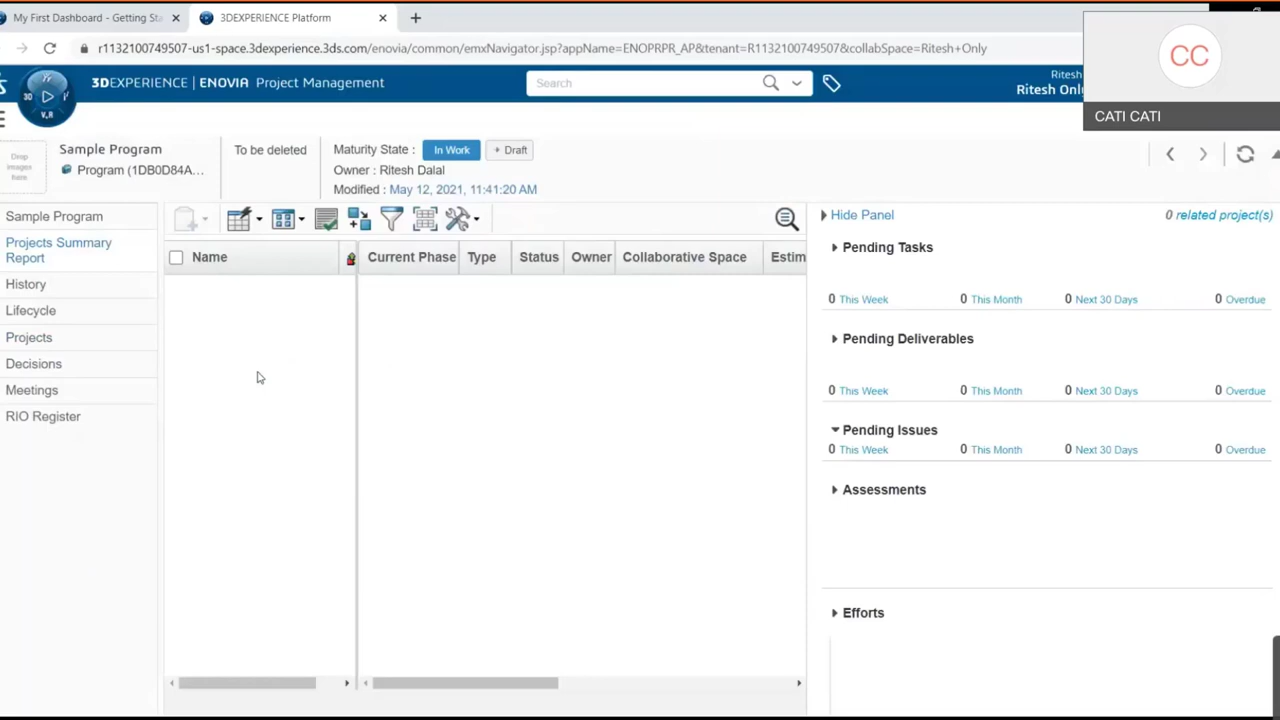 My First Dashboard - Getting Sta
3DEXPERIENCE Platform
r1132100749507-us1-space.3dexperience.3ds.com/enovia/common/emxNavigator.jsp?appName=ENOPRPR_AP&tenant=R1132100749507&collabSpace=Ritesh+Only
3DEXPERIENCE | ENOVIA Project Management
Search
Ritesh
Ritesh Only
CC
CATI CATI
3D
V,R
Drop
images
here
Sample Program
Program (1DB0D84A...
To be deleted
Maturity State : In Work + Draft
Owner : Ritesh Dalal
Modified : May 12, 2021, 11:41:20 AM
Sample Program
Projects Summary
Report
History
Lifecycle
Projects
Decisions
Meetings
RIO Register
Name
Current Phase Type Status Owner Collaborative Space Estim
Hide Panel
0 related project(s)
Pending Tasks
0 This Week 0 This Month 0 Next 30 Days 0 Overdue
Pending Deliverables
0 This Week 0 This Month 0 Next 30 Days 0 Overdue
Pending Issues
0 This Week 0 This Month 0 Next 30 Days 0 Overdue
Assessments
Efforts